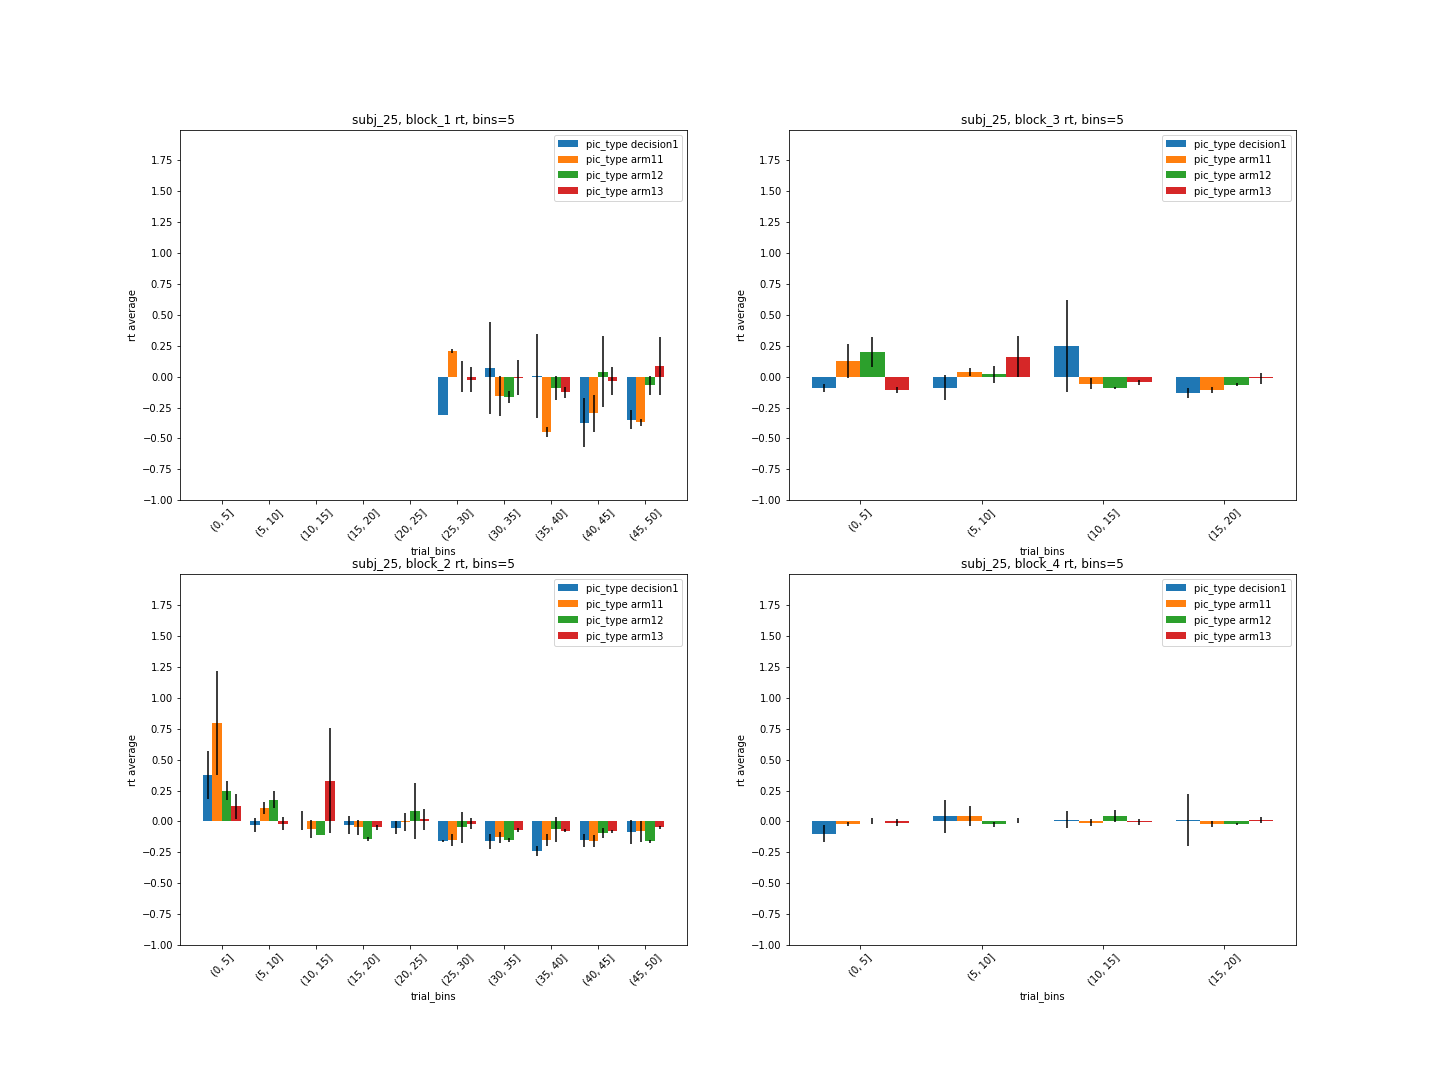 subj_25, block_1 rt, bins=5
pic_type decision1
pic_type arm11
pic_type arm12
pic_type arm13
1.75
1.50
1.25
1.00
0.75
0.50
0.25
0.00
−0.25
−0.50
−0.75
−1.00
rt average
(0, 5]
(5, 10]
(10, 15]
(15, 20]
(20, 25]
(25, 30]
(30, 35]
(35, 40]
(40, 45]
(45, 50]
trial_bins
subj_25, block_3 rt, bins=5
pic_type decision1
pic_type arm11
pic_type arm12
pic_type arm13
1.75
1.50
1.25
1.00
0.75
0.50
0.25
0.00
−0.25
−0.50
−0.75
−1.00
rt average
(0, 5]
(5, 10]
(10, 15]
(15, 20]
trial_bins
subj_25, block_2 rt, bins=5
pic_type decision1
pic_type arm11
pic_type arm12
pic_type arm13
1.75
1.50
1.25
1.00
0.75
0.50
0.25
0.00
−0.25
−0.50
−0.75
−1.00
rt average
(0, 5]
(5, 10]
(10, 15]
(15, 20]
(20, 25]
(25, 30]
(30, 35]
(35, 40]
(40, 45]
(45, 50]
trial_bins
subj_25, block_4 rt, bins=5
pic_type decision1
pic_type arm11
pic_type arm12
pic_type arm13
1.75
1.50
1.25
1.00
0.75
0.50
0.25
0.00
−0.25
−0.50
−0.75
−1.00
rt average
(0, 5]
(5, 10]
(10, 15]
(15, 20]
trial_bins